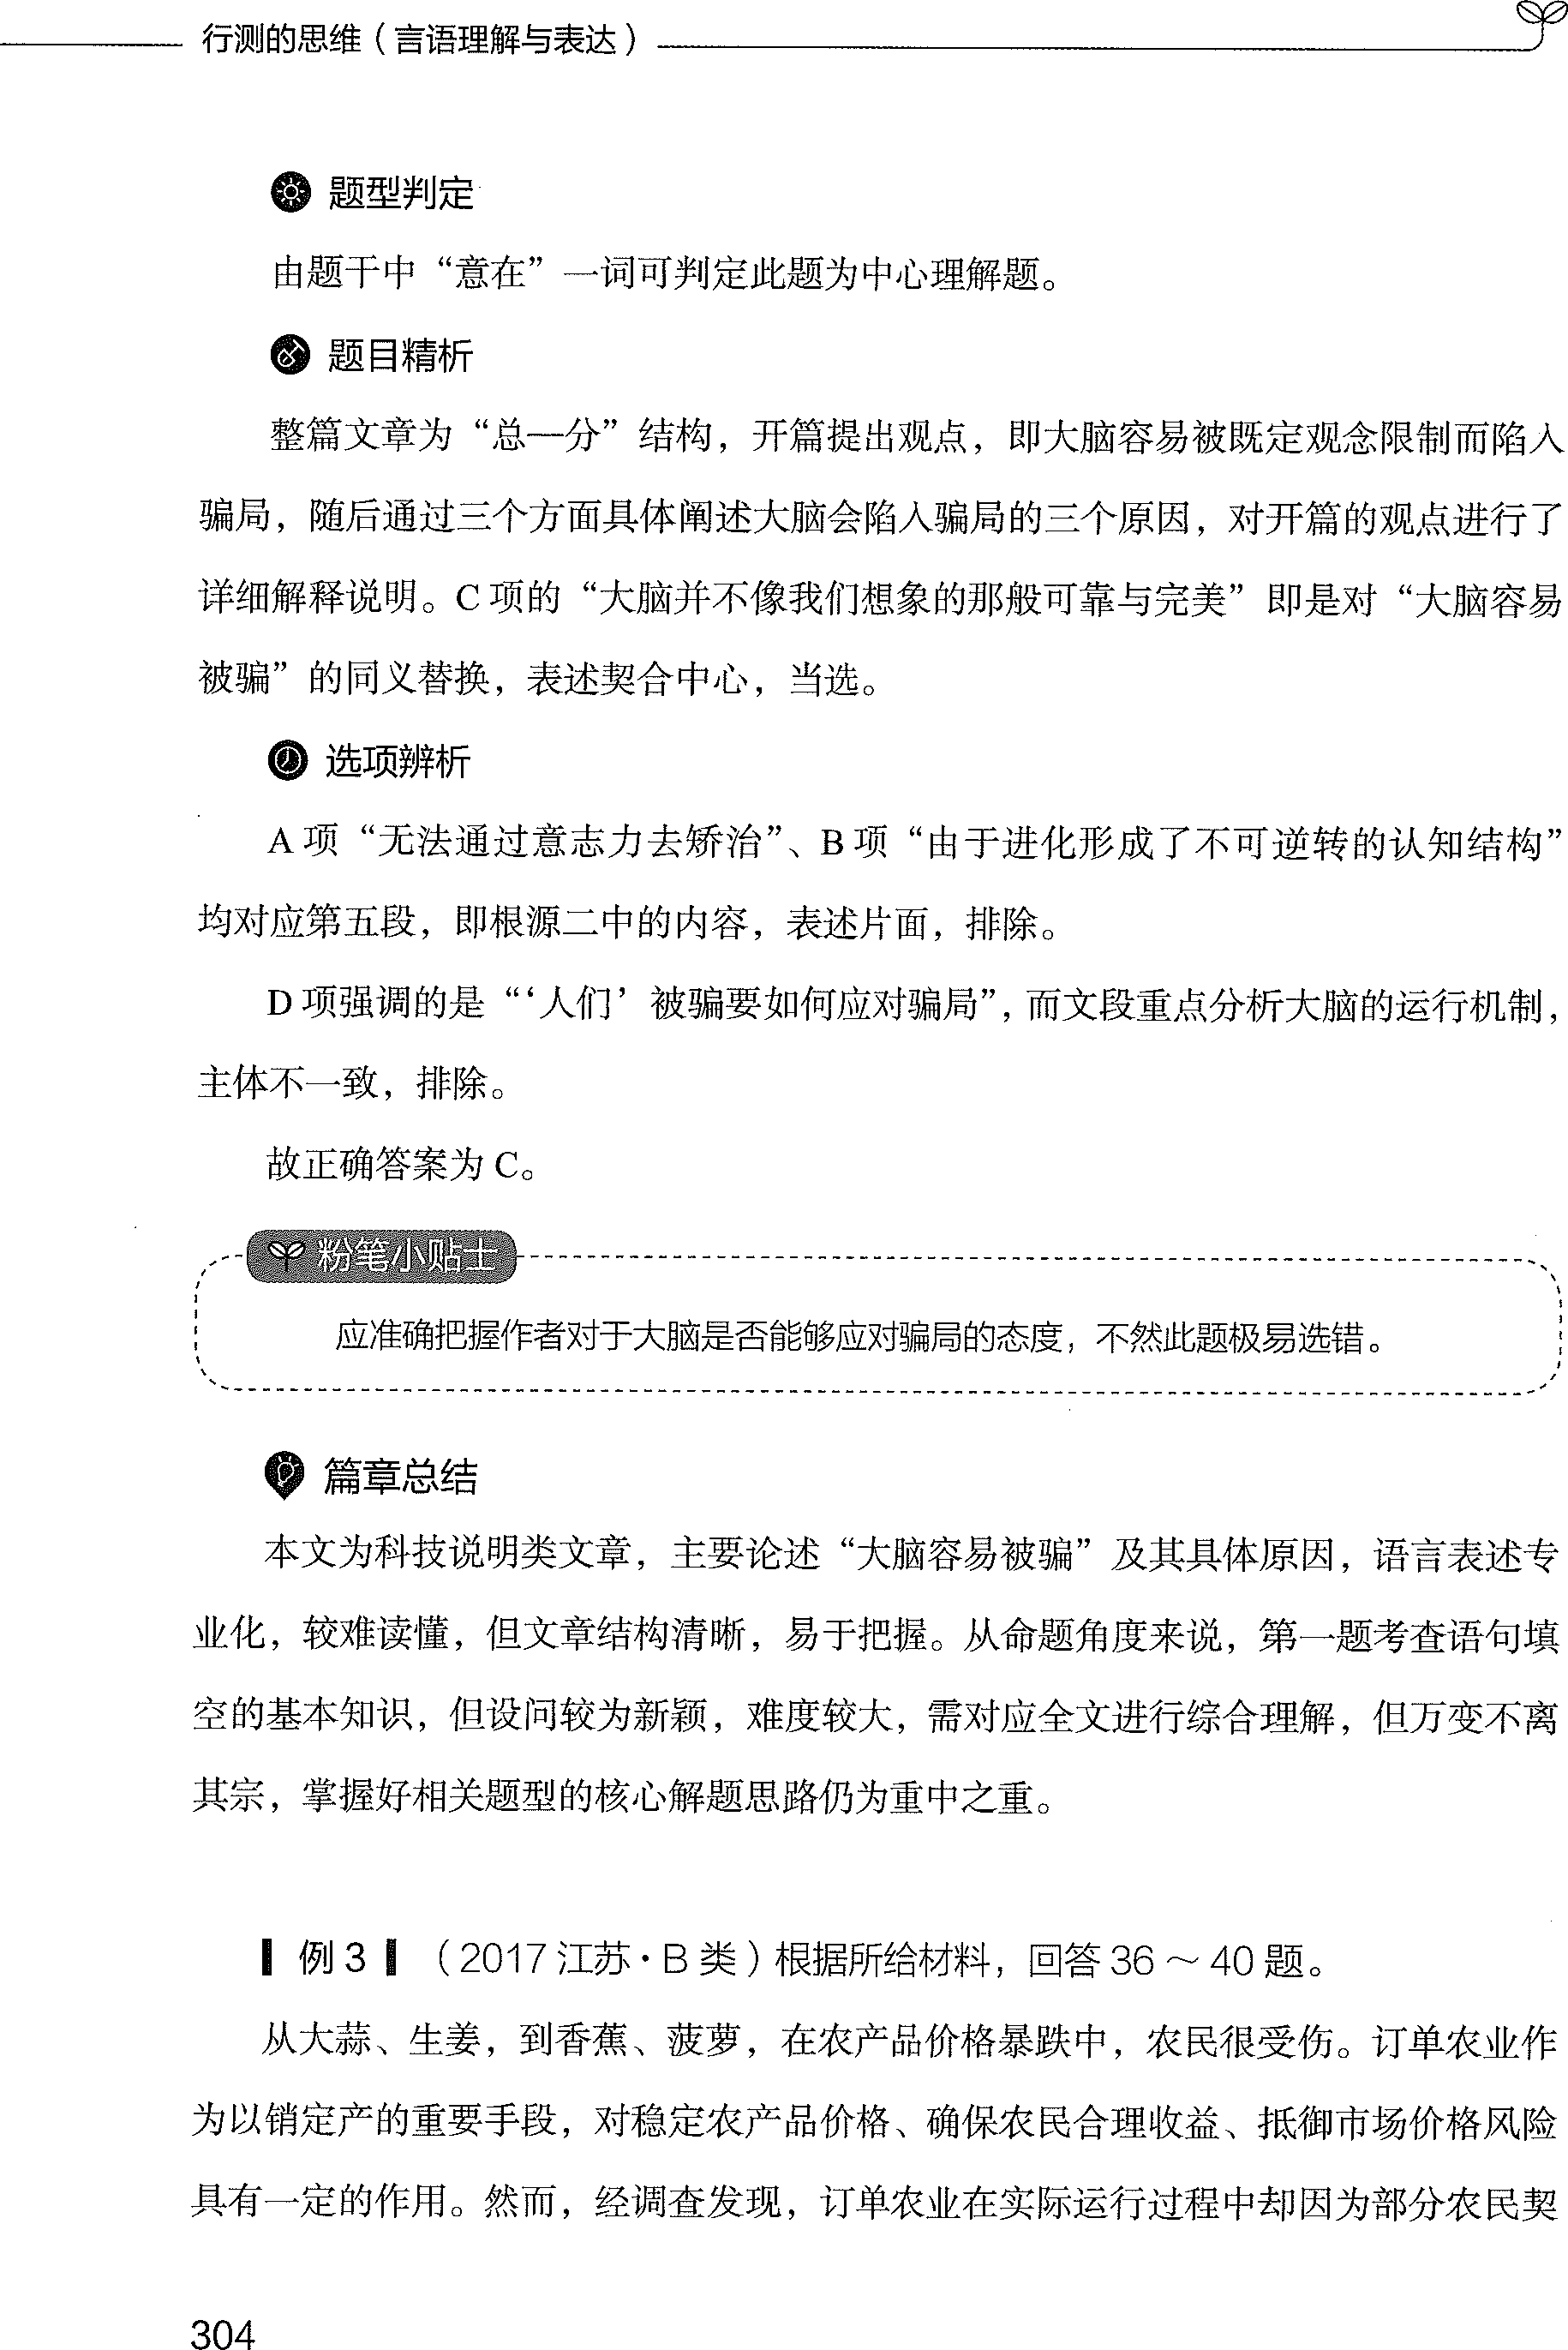 行测的思维（言语理解与表达）
题型判定
由题干中“意在”一词可判定此题为中心理解题。
题目精析
整篇文章为“总—分”结构，开篇提出观点，即大脑容易被既定观念限制而陷入
骗局，随后通过三个方面具体阐述大脑会陷入骗局的三个原因，对开篇的观点进行了
详细解释说明。C 项的“大脑并不像我们想象的那般可靠与完美”即是对“大脑容易
被骗”的同义替换，表述契合中心，当选。
选项辨析
A 项“无法通过意志力去矫治”、B 项“由于进化形成了不可逆转的认知结构”
均对应第五段，即根源二中的内容，表述片面，排除。
D 项强调的是“‘人们’被骗要如何应对骗局”，而文段重点分析大脑的运行机制，
主体不一致，排除。
故正确答案为 C。
粉笔小贴士
应准确把握作者对于大脑是否能够应对骗局的态度，不然此题极易选错。
篇章总结
本文为科技说明类文章，主要论述“大脑容易被骗”及其具体原因，语言表述专
业化，较难读懂，但文章结构清晰，易于把握。从命题角度来说，第一题考查语句填
空的基本知识，但设问较为新颖，难度较大，需对应全文进行综合理解，但万变不离
其宗，掌握好相关题型的核心解题思路仍为重中之重。
例 3 （2017 江苏·B 类）根据所给材料，回答 36 ～ 40 题。
从大蒜、生姜，到香蕉、菠萝，在农产品价格暴跌中，农民很受伤。订单农业作
为以销定产的重要手段，对稳定农产品价格、确保农民合理收益、抵御市场价格风险
具有一定的作用。然而，经调查发现，订单农业在实际运行过程中却因为部分农民契
304